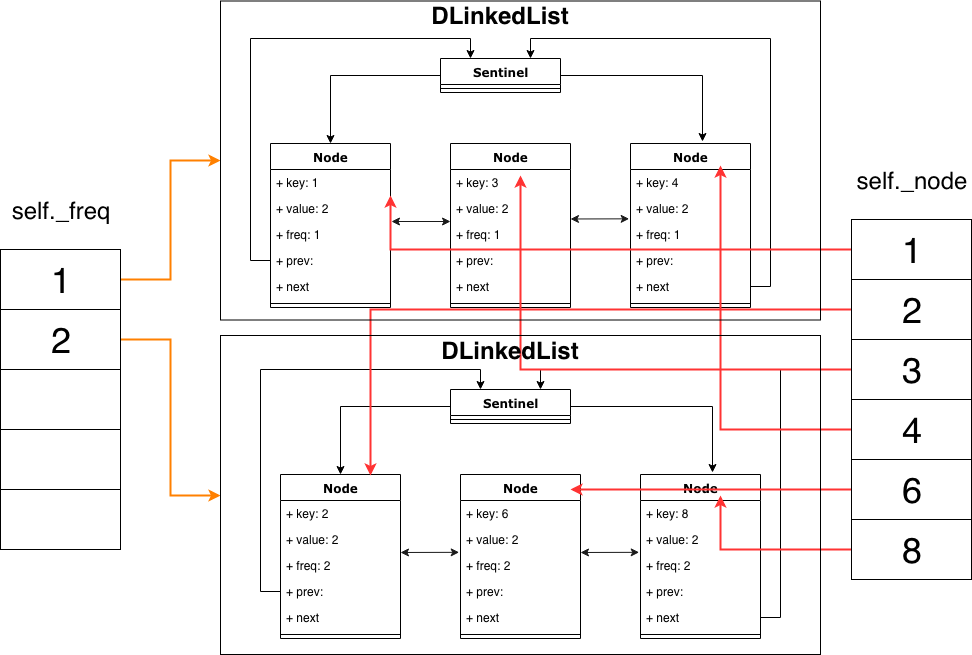 DLinkedList
Sentinel
Node
+ key: 1
+ value: 2
+ freq: 1
+ prev:
+ next
Node
+ key: 3
+ value: 2
+ freq: 1
+ prev:
+ next
Node
+ key: 4
+ value: 2
+ freq: 1
+ prev:
+ next
self._freq
1
2
self._node
1
2
3
4
6
8
DLinkedList
Sentinel
Node
+ key: 2
+ value: 2
+ freq: 2
+ prev:
+ next
Node
+ key: 6
+ value: 2
+ freq: 2
+ prev:
+ next
Node
+ key: 8
+ value: 2
+ freq: 2
+ prev:
+ next